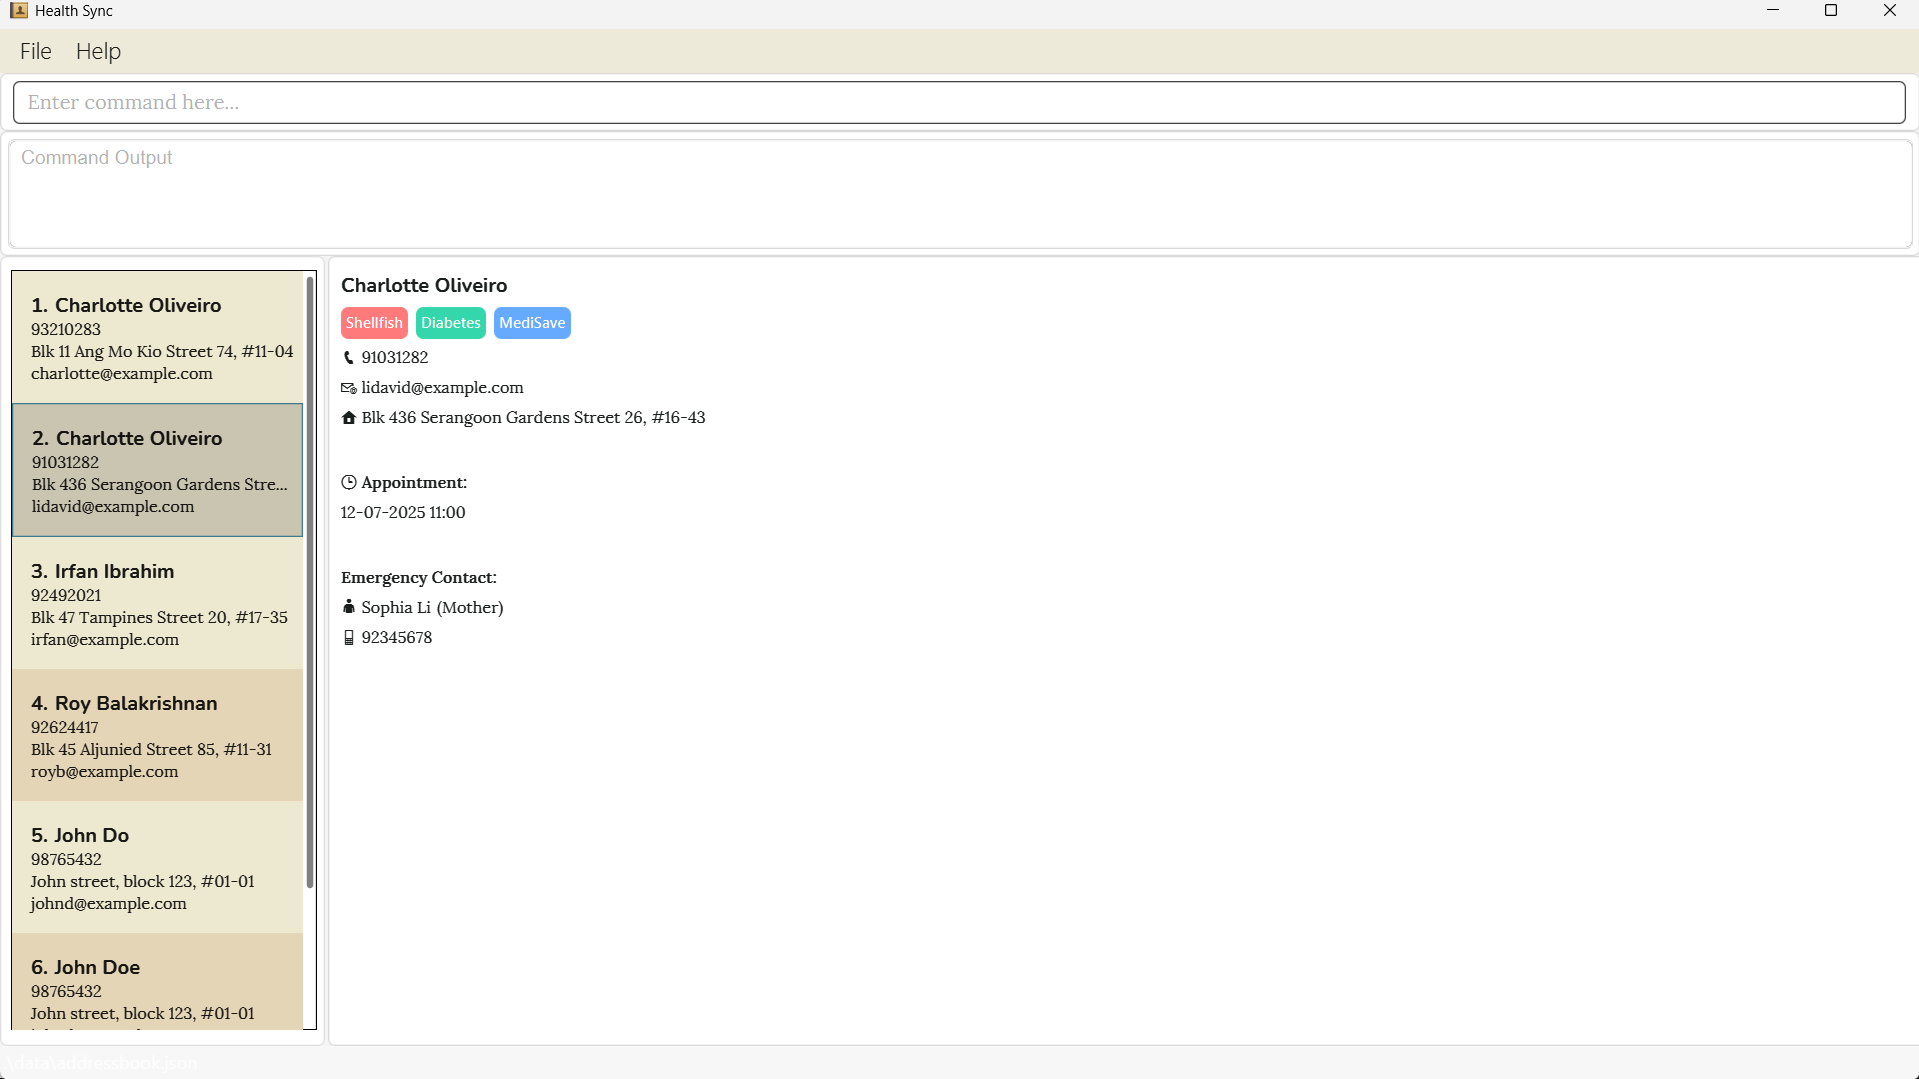 Health Sync
File Help
Enter command here...
Command Output
1. Charlotte Oliveiro
93210283
Blk 11 Ang Mo Kio Street 74, #11-04
charlotte@example.com
2. Charlotte Oliveiro
91031282
Blk 436 Serangoon Gardens Stre...
lidavid@example.com
3. Irfan Ibrahim
92492021
Blk 47 Tampines Street 20, #17-35
irfan@example.com
4. Roy Balakrishnan
92624417
Blk 45 Aljunied Street 85, #11-31
royb@example.com
5. John Do
98765432
John street, block 123, #01-01
johnd@example.com
6. John Doe
98765432
John street, block 123, #01-01
Charlotte Oliveiro
Shellfish Diabetes MediSave
91031282
lidavid@example.com
Blk 436 Serangoon Gardens Street 26, #16-43
Appointment:
12-07-2025 11:00
Emergency Contact:
Sophia Li (Mother)
92345678
.\data\addressbook.json